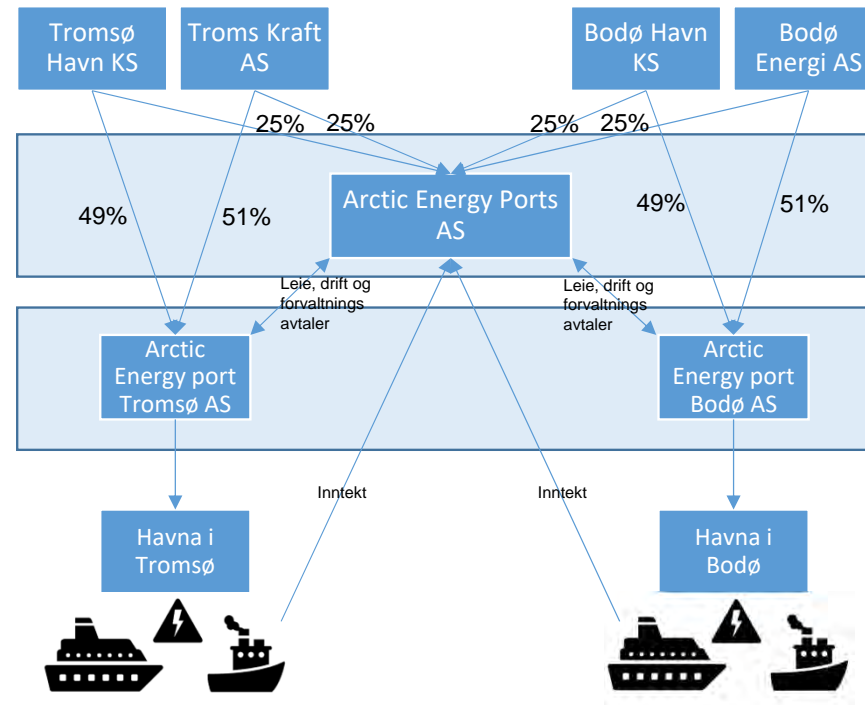 Tromsø
Havn KS
Troms Kraft
AS
Bodø Havn
KS
Bodø
Energi AS
25%
25%
25%
25%
49%
51%
Arctic Energy Ports
AS
49%
51%
Leie, drift og
forvaltnings
avtaler
Leie, drift og
forvaltnings
avtaler
Arctic
Energy port
Tromsø AS
Arctic
Energy port
Bodø AS
Inntekt
Inntekt
Havna i
Tromsø
Havna i
Bodø